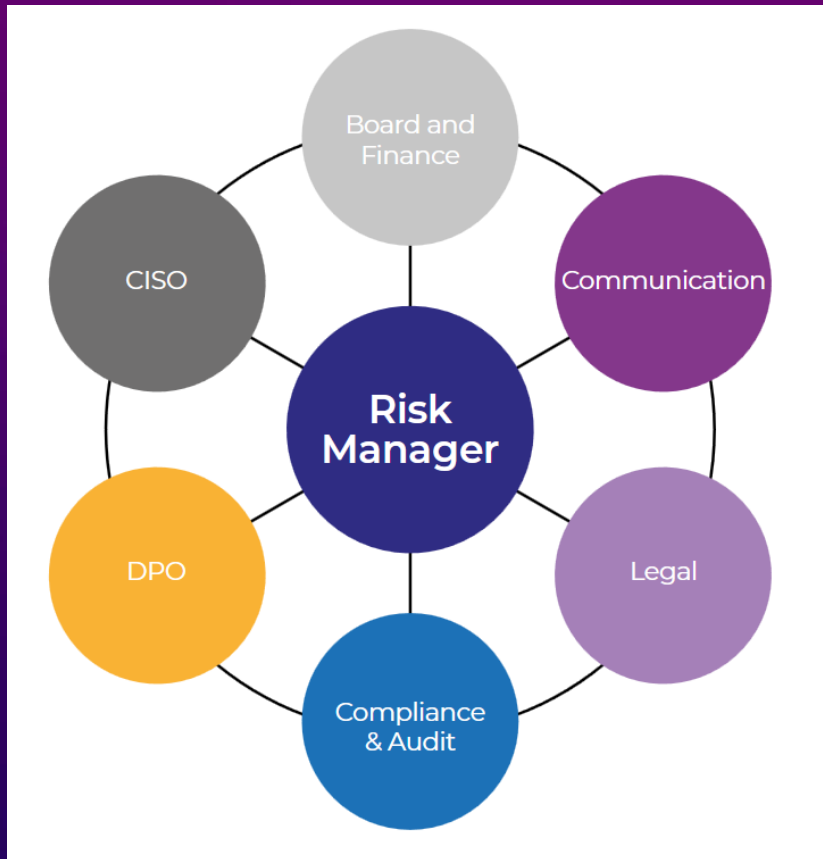 Board and
Finance
CISO
Communication
Risk
Manager
DPO
Legal
Compliance
& Audit